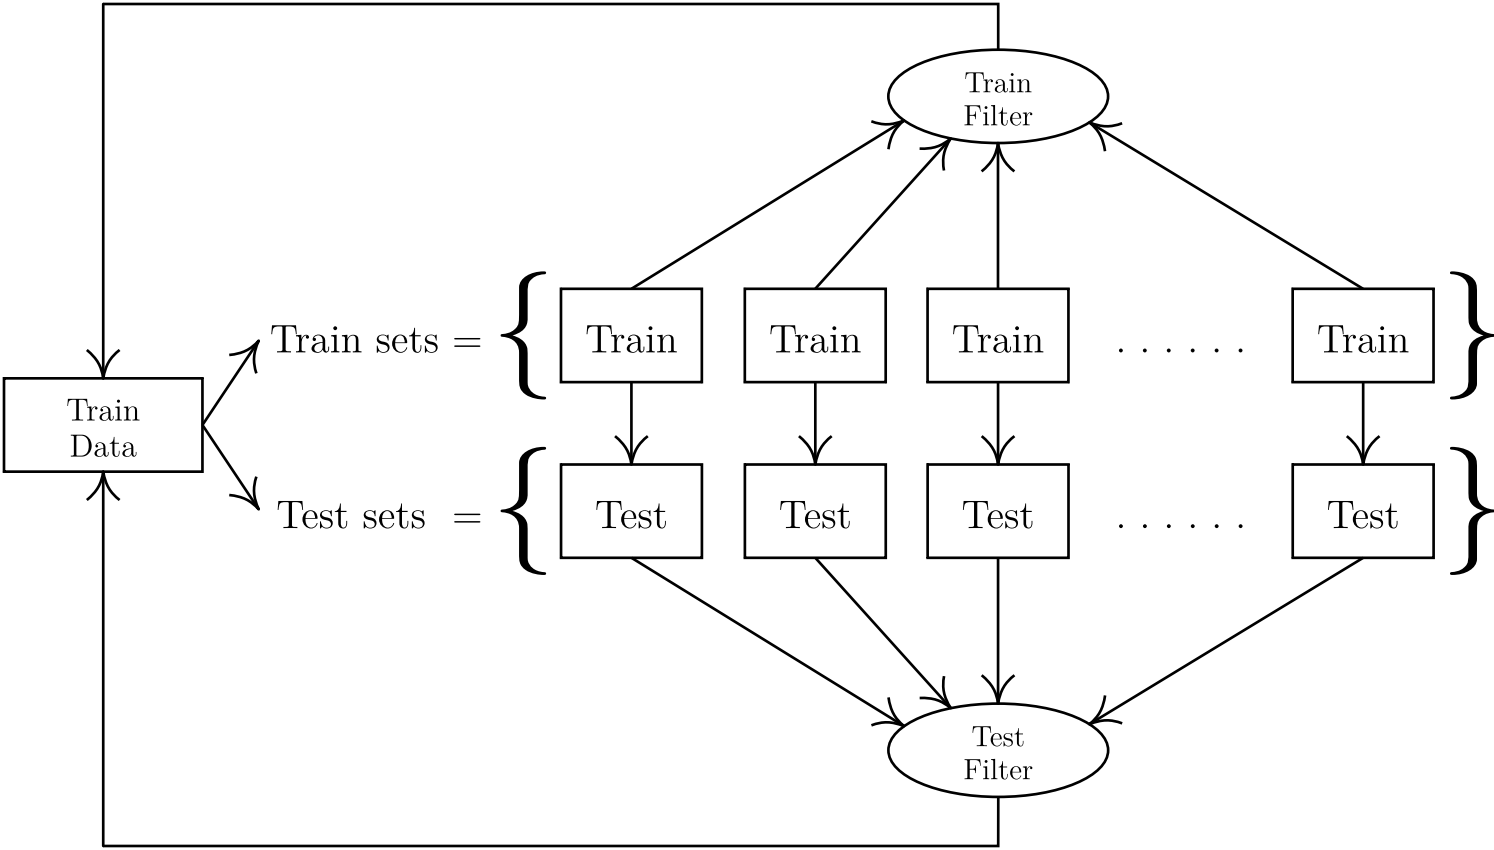 Train
Filter
Train sets = { Train Train Train . . . . . . Train }
Train
Data
Test sets = { Test Test Test . . . . . . Test }
Test
Filter